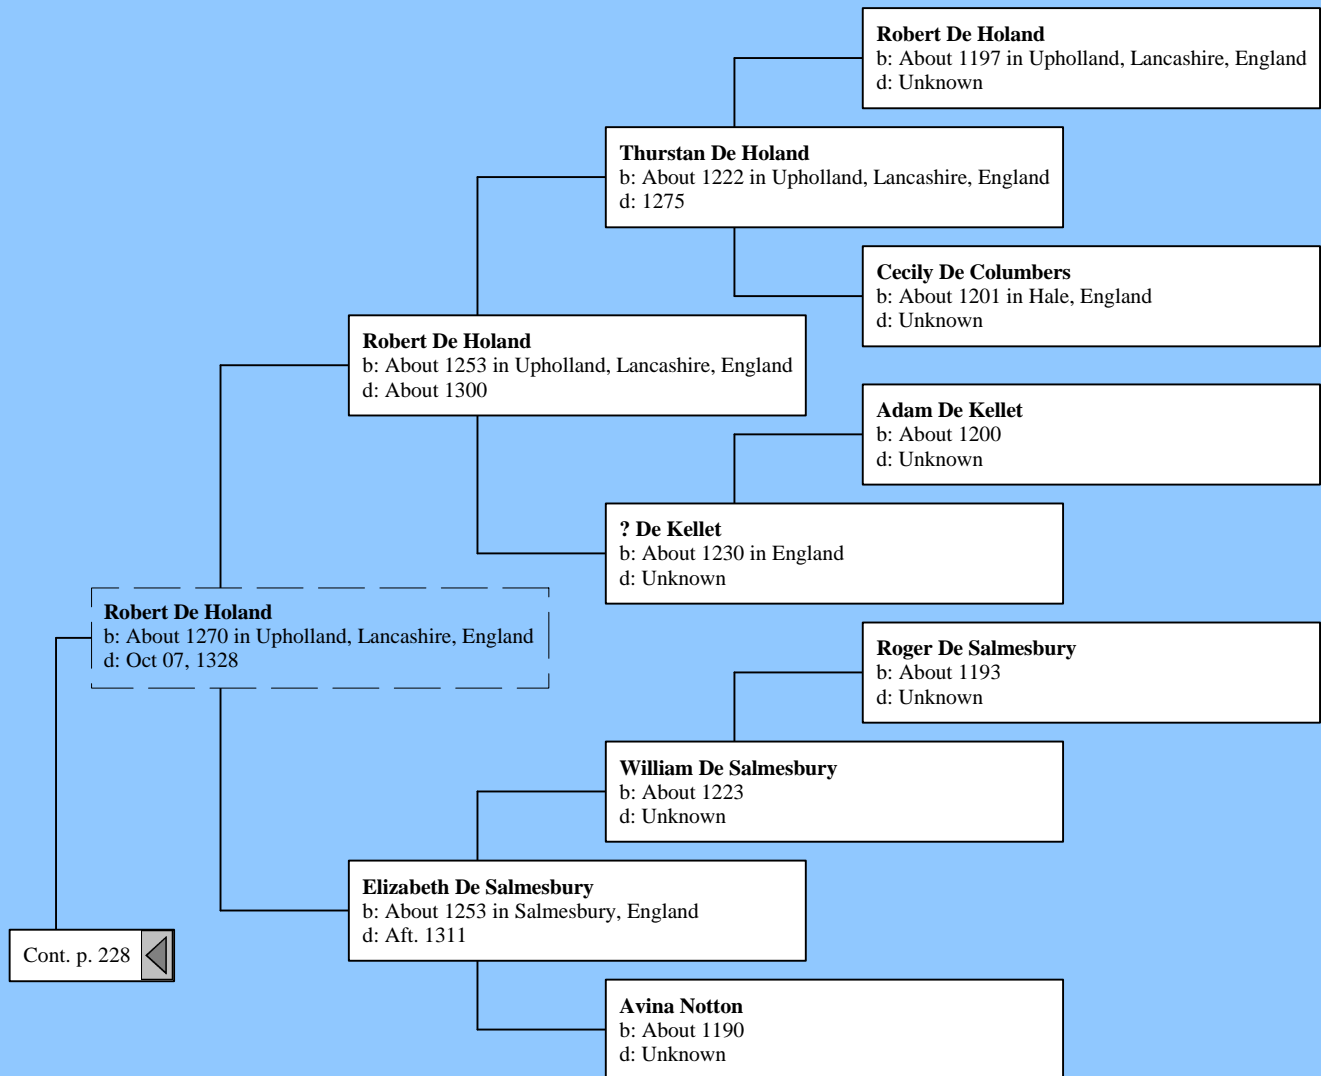 Robert De Holand
b: About 1197 in Upholland, Lancashire, England
d: Unknown
Thurstan De Holand
b: About 1222 in Upholland, Lancashire, England
d: 1275
Cecily De Columbers
b: About 1201 in Hale, England
d: Unknown
Robert De Holand
b: About 1253 in Upholland, Lancashire, England
d: About 1300
Adam De Kellet
b: About 1200
d: Unknown
? De Kellet
b: About 1230 in England
d: Unknown
Robert De Holand
b: About 1270 in Upholland, Lancashire, England
d: Oct 07, 1328
Roger De Salmesbury
b: About 1193
d: Unknown
William De Salmesbury
b: About 1223
d: Unknown
Elizabeth De Salmesbury
b: About 1253 in Salmesbury, England
d: Aft. 1311
Cont. p. 228
Avina Notton
b: About 1190
d: Unknown